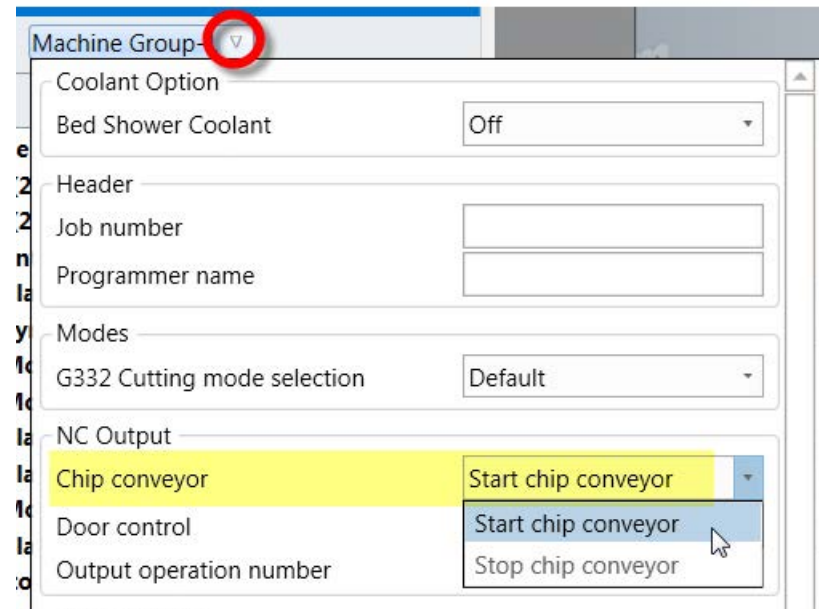 Machine Group-
Coolant Option
Bed Shower Coolant Off
Header
Job number
Programmer name
Modes
G332 Cutting mode selection Default
NC Output
Chip conveyor Start chip conveyor
Door control Start chip conveyor
Output operation number Stop chip conveyor